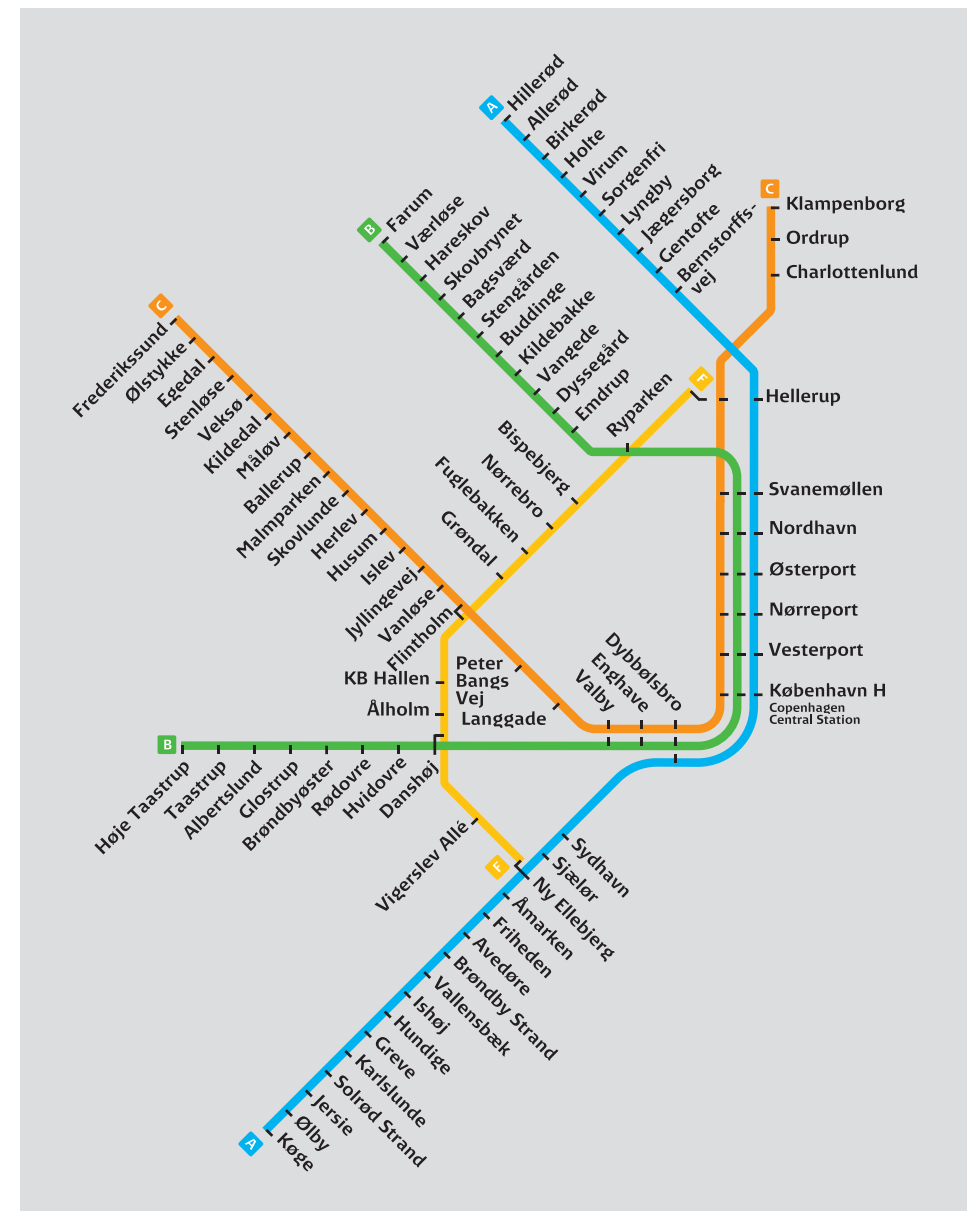 A
Hillerød
Allerød
Birkerød
Holte
Virum
Sorgenfri
Lyngby
Jægersborg
Gentofte
Bernstorffs-
vej
C
Klampenborg
Ordrup
Charlottenlund
B
Farum
Værløse
Hareskov
Skovbrynet
Bagsværd
Stengården
Buddinge
Kildebakke
Vangede
Dyssegård
Emdrup
Ryparken
F
Hellerup
C
Frederikssund
Ølstykke
Egedal
Stenløse
Veksø
Kildedal
Måløv
Ballerup
Malmparken
Skovlunde
Herlev
Husum
Islev
Jyllingevej
Vanløse
Flintholm
Bispebjerg
Nørrebro
Fuglebakken
Grøndal
Svanemøllen
Nordhavn
Østerport
Nørreport
Vesterport
København H
Copenhagen
Central Station
KB Hallen
Ålholm
Peter
Bangs
Vej
Langgade
Valby
Enghave
Dybbølsbro
B
Høje Taastrup
Taastrup
Albertslund
Glostrup
Brøndbyøster
Rødovre
Hvidovre
Danshøj
Vigerslev Allé
F
Sydhavn
Sjælør
Ny Ellebjerg
Åmarken
Friheden
Avedøre
Brøndby Strand
Vallensbæk
Ishøj
Hundige
Greve
Karlslunde
Solrød Strand
Jersie
Ølby
Køge
A